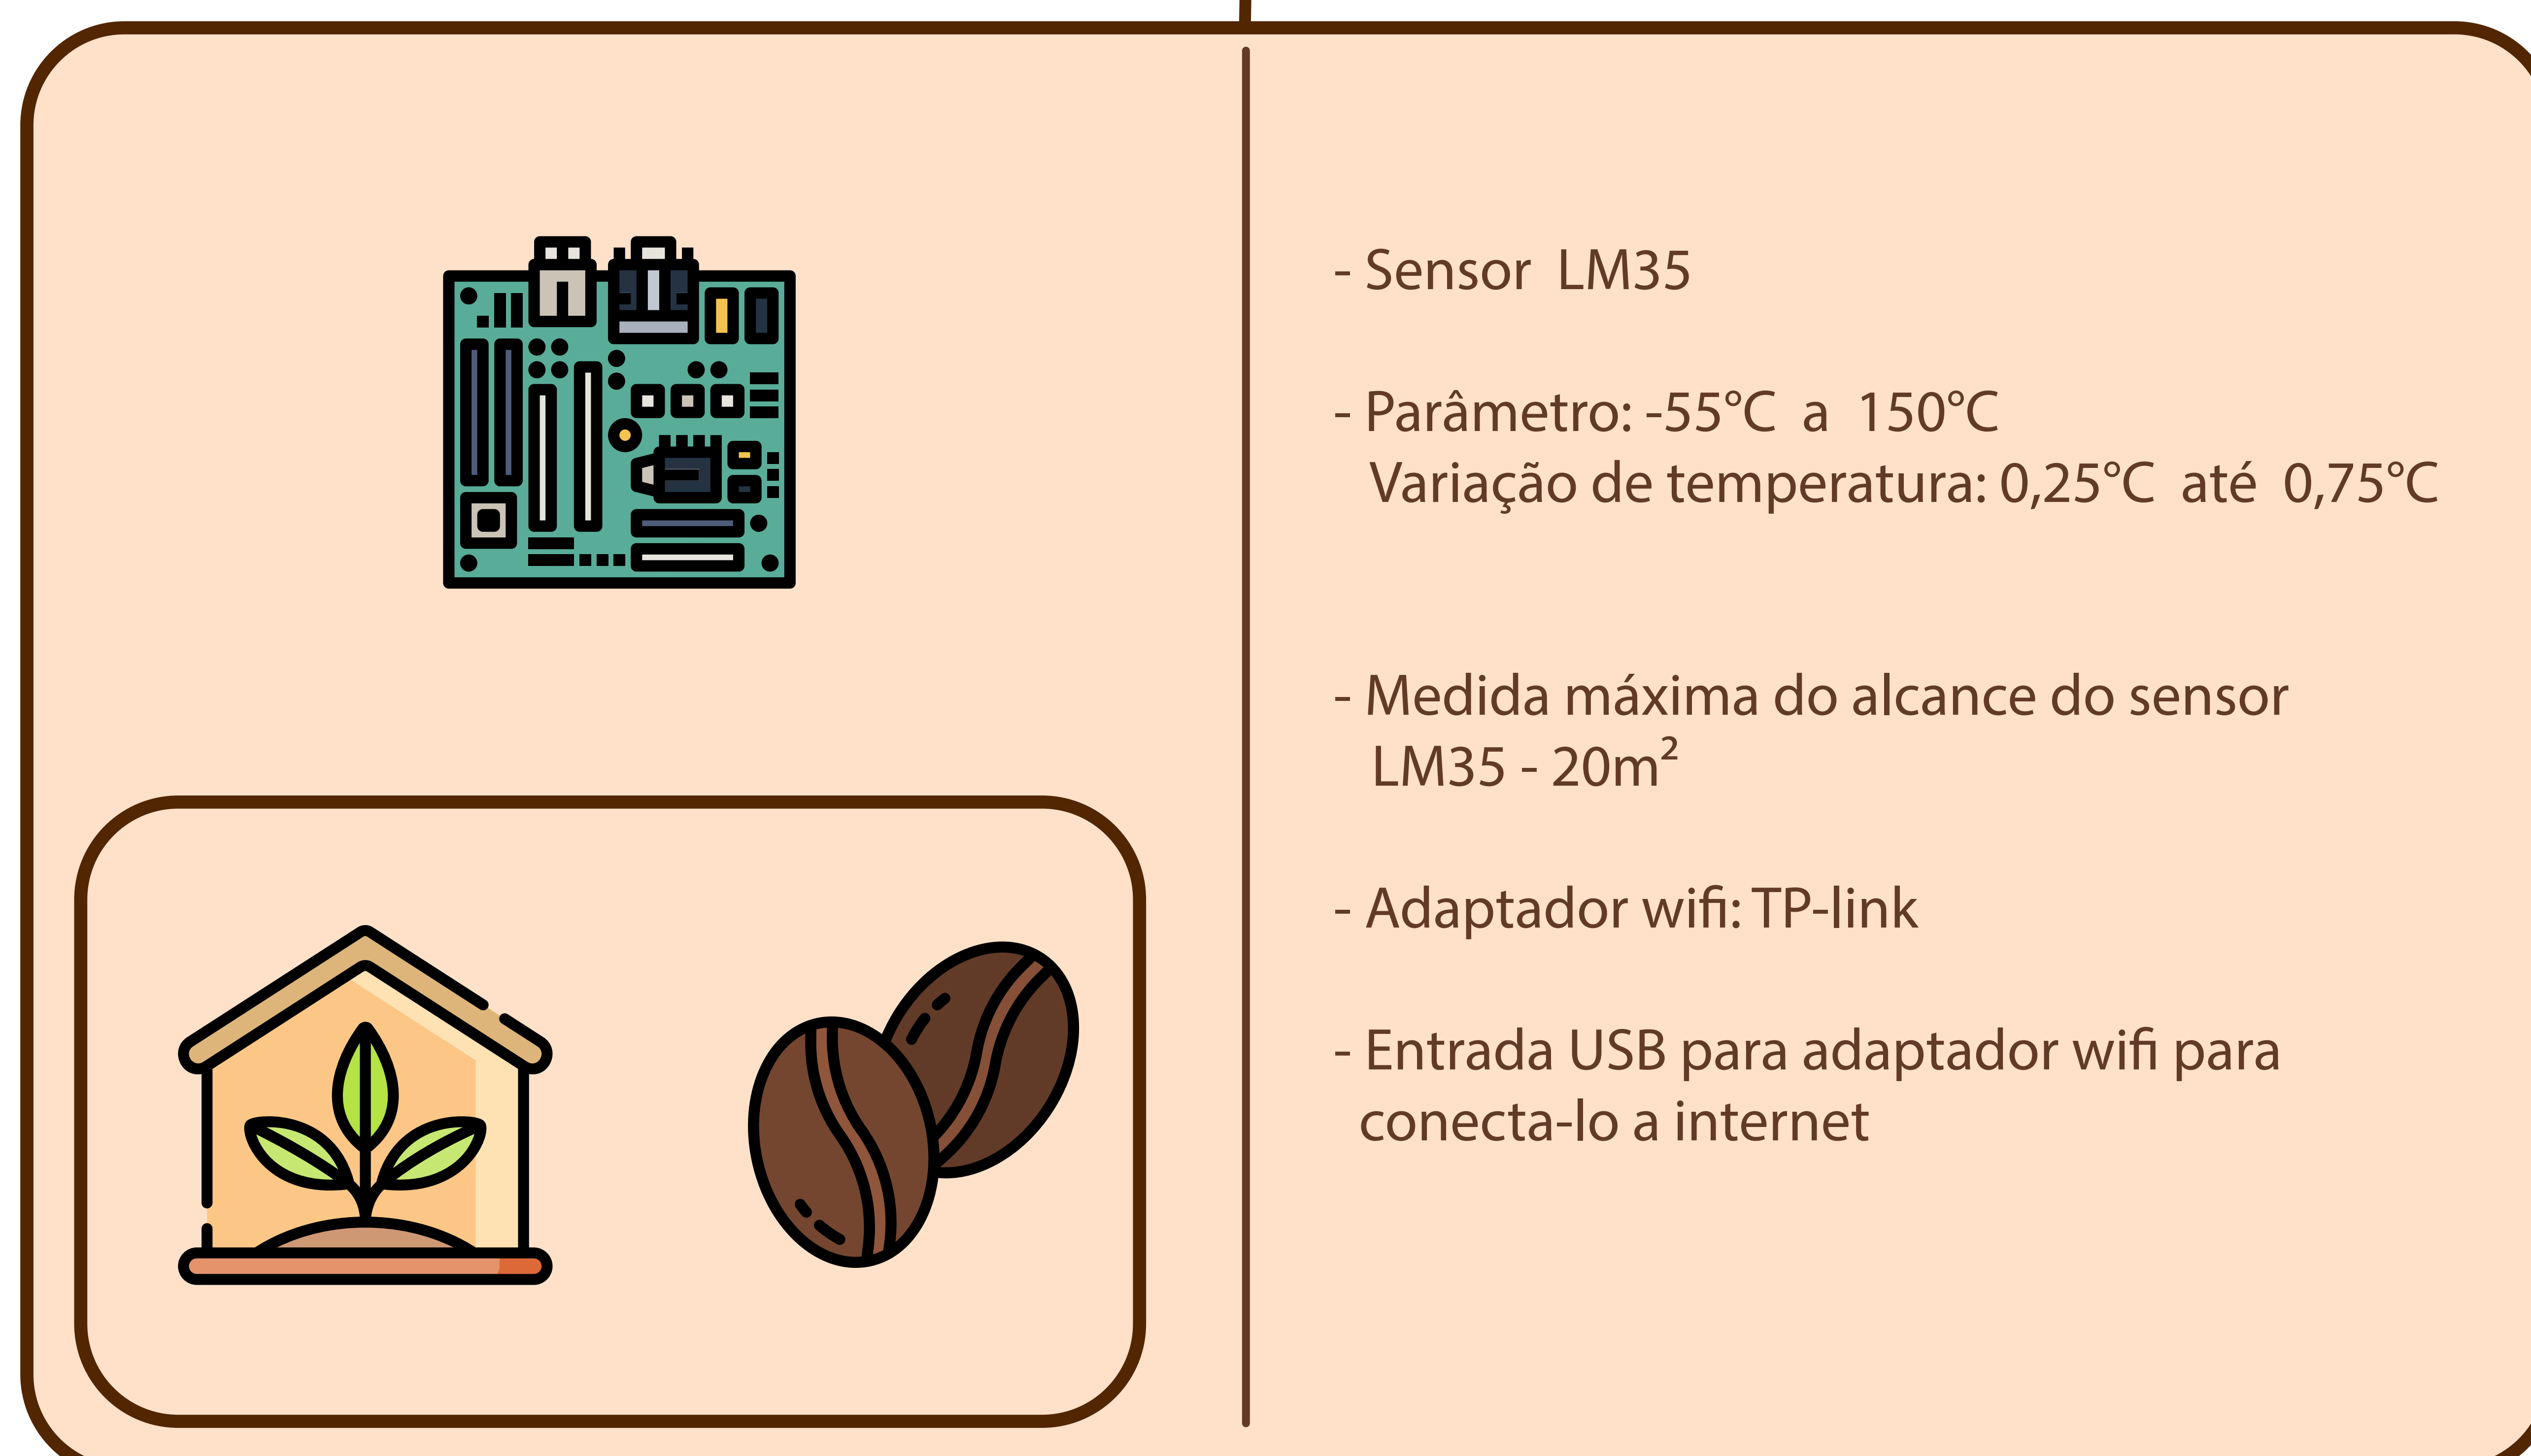 - Sensor LM35
- Parâmetro: -55°C a 150°C
Variação de temperatura: 0,25°C até 0,75°C
- Medida máxima do alcance do sensor
LM35 - 20m²
- Adaptador wifi: TP-link
- Entrada USB para adaptador wifi para
conecta-lo a internet